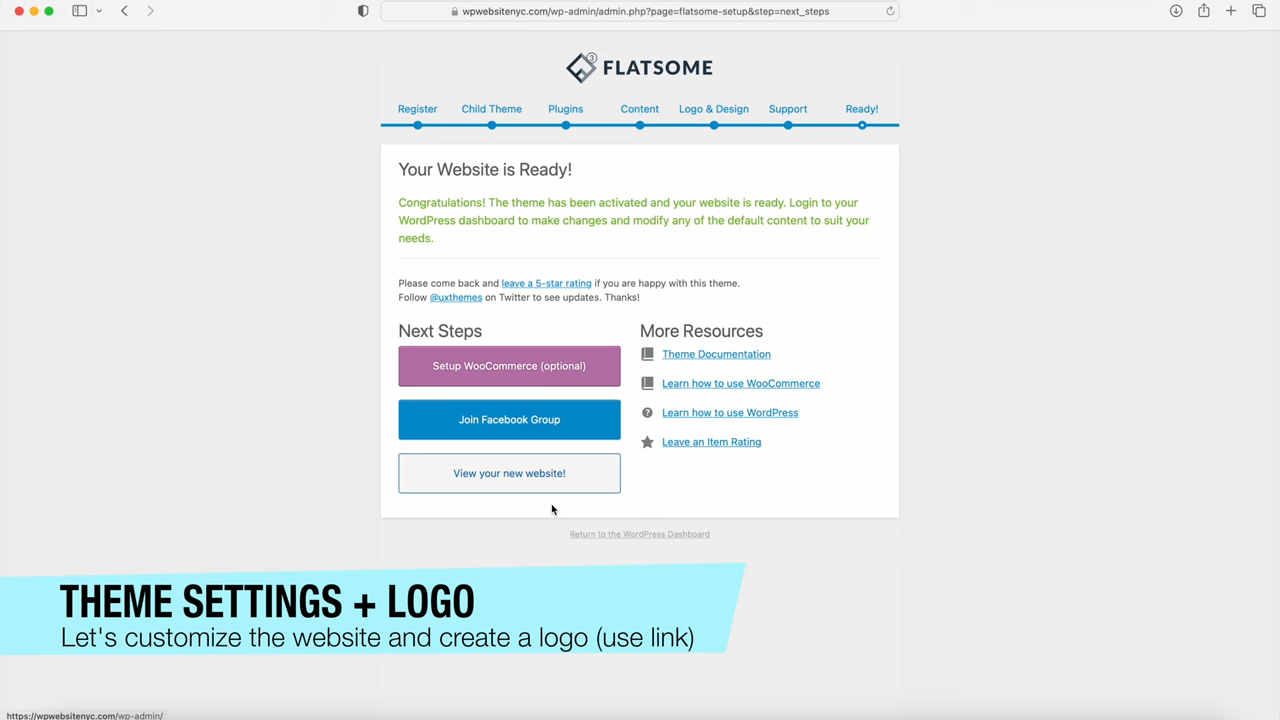 wpwebsitenyc.com/wp-admin/admin.php?page=flatsome-setup&step=next_steps
3
FLATSOME
Register Child Theme Plugins Content Logo & Design Support Ready!
Your Website is Ready!
Congratulations! The theme has been activated and your website is ready. Login to your
WordPress dashboard to make changes and modify any of the default content to suit your
needs.
Please come back and leave a 5-star rating if you are happy with this theme.
Follow @uxthemes on Twitter to see updates. Thanks!
Next Steps
Setup WooCommerce (optional)
Join Facebook Group
View your new website!
More Resources
Theme Documentation
Learn how to use WooCommerce
Learn how to use WordPress
Leave an Item Rating
Return to the WordPress Dashboard
THEME SETTINGS + LOGO
Let's customize the website and create a logo (use link)
https://wpwebsitenyc.com/wp-admin/